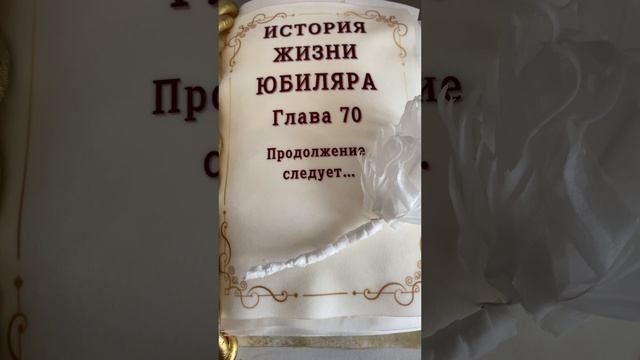 ИСТОРИЯ
ЖИЗНИ
ЮБИЛЯРА
Глава 70
Продолжение
следует...